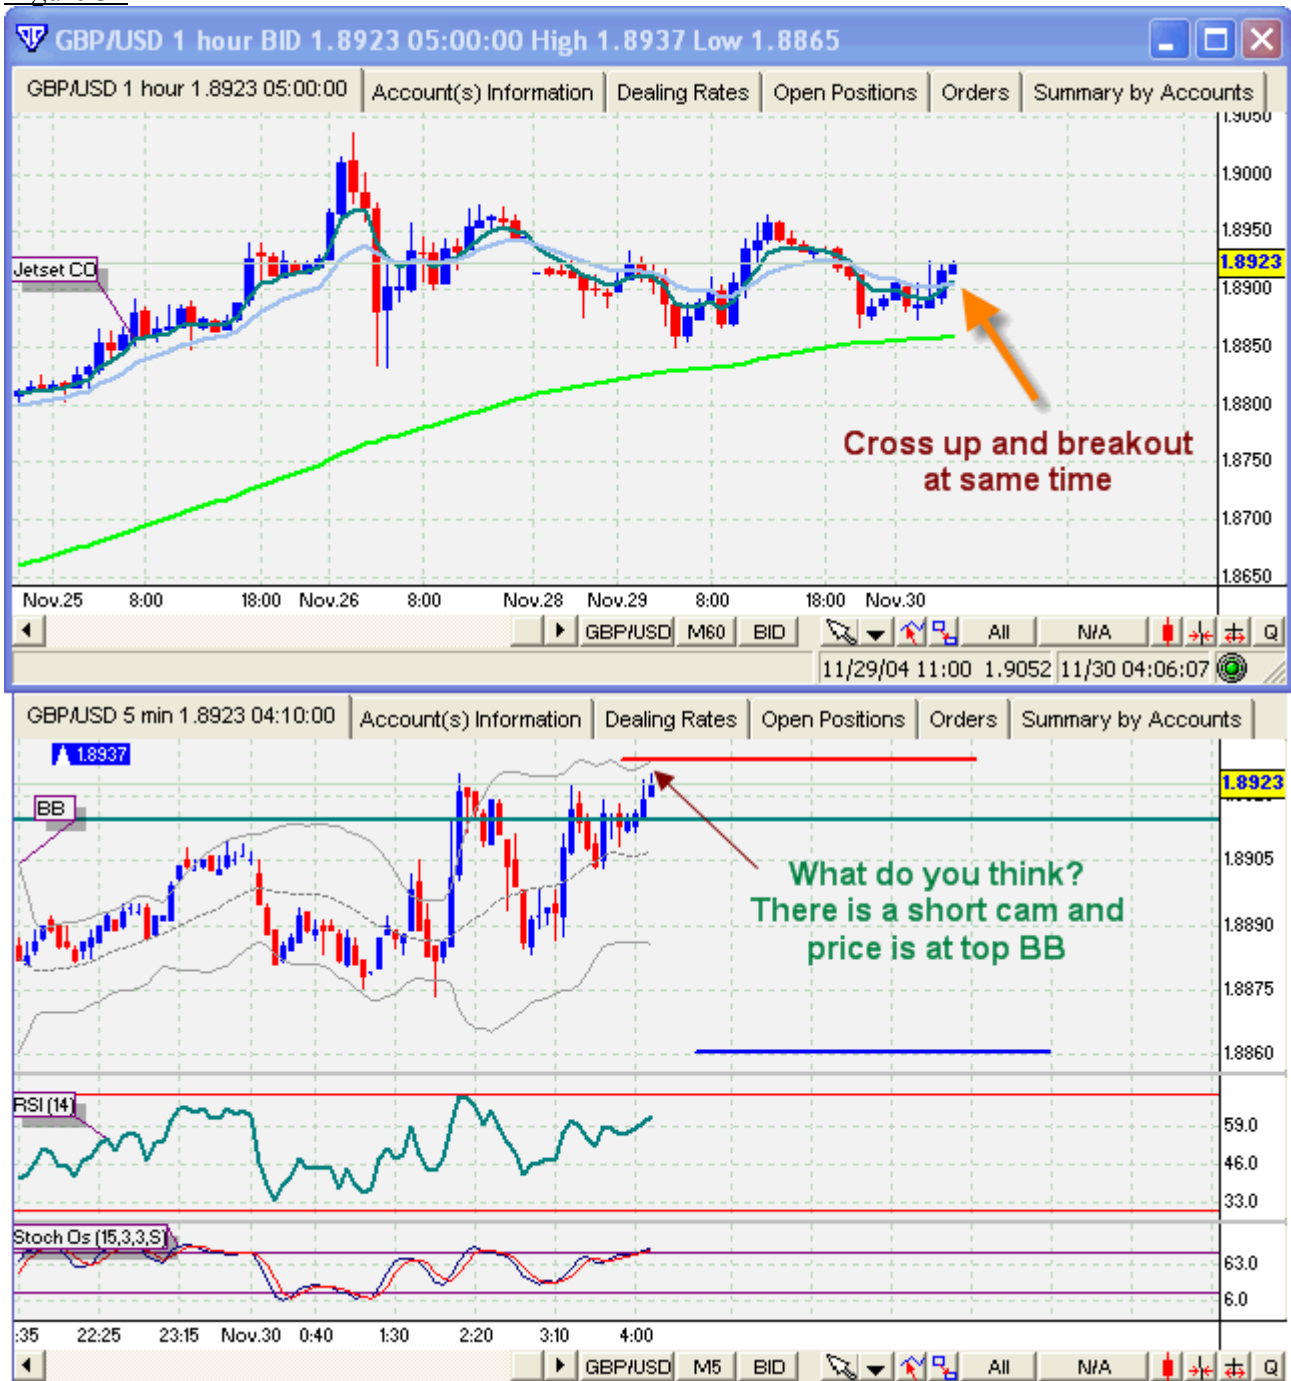 GBP/USD 1 hour BID 1.8923 05:00:00 High 1.8937 Low 1.8865
GBP/USD 1 hour 1.8923 05:00:00 Account(s) Information Dealing Rates Open Positions Orders Summary by Accounts
1.9050
1.9000
1.8950
Jetset CO
1.8923
1.8900
1.8850
1.8800
Cross up and breakout
at same time
1.8750
1.8700
1.8650
Nov.25 8:00 18:00 Nov.26 8:00 Nov.28 Nov.29 8:00 18:00 Nov.30
GBP/USD M60 BID All N/A Q
11/29/04 11:00 1.9052 11/30 04:06:07
GBP/USD 5 min 1.8923 04:10:00 Account(s) Information Dealing Rates Open Positions Orders Summary by Accounts
1.8937
1.8923
BB
1.8905
What do you think?
There is a short cam and
price is at top BB
1.8890
1.8875
1.8860
RSI (14)
59.0
46.0
33.0
Stoch Os (15,3,3,S)
63.0
6.0
:35 22:25 23:15 Nov.30 0:40 1:30 2:20 3:10 4:00
GBP/USD M5 BID All N/A Q